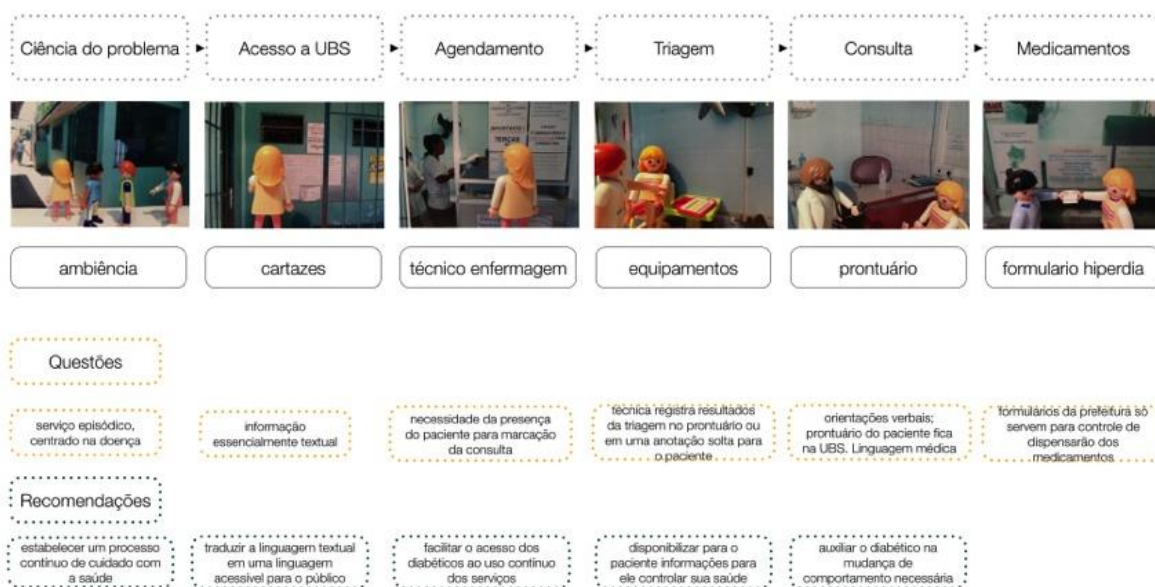 Ciência do problema
Acesso a UBS
Agendamento
Triagem
Consulta
Medicamentos
IMPORTANTE
TERÇAS
ambiência
cartazes
técnico enfermagem
equipamentos
prontuário
formulario hiperdia
Questões
serviço episódico,
centrado na doença
informação
essencialmente textual
necessidade da presença
do paciente para marcação
da consulta
técnica registra resultados
da triagem no prontuário ou
em uma anotação solta para
o paciente
orientações verbais;
prontuário do paciente fica
na UBS. Linguagem médica
formulários da prefeitura só
servem para controle de
dispensarão dos
medicamentos
Recomendações
estabelecer um processo
contínuo de cuidado com
a saúde
traduzir a linguagem textual
em uma linguagem
acessível para o público
facilitar o acesso dos
diabéticos ao uso contínuo
dos serviços
disponibilizar para o
paciente informações para
ele controlar sua saúde
auxiliar o diabético na
mudança de
comportamento necessária